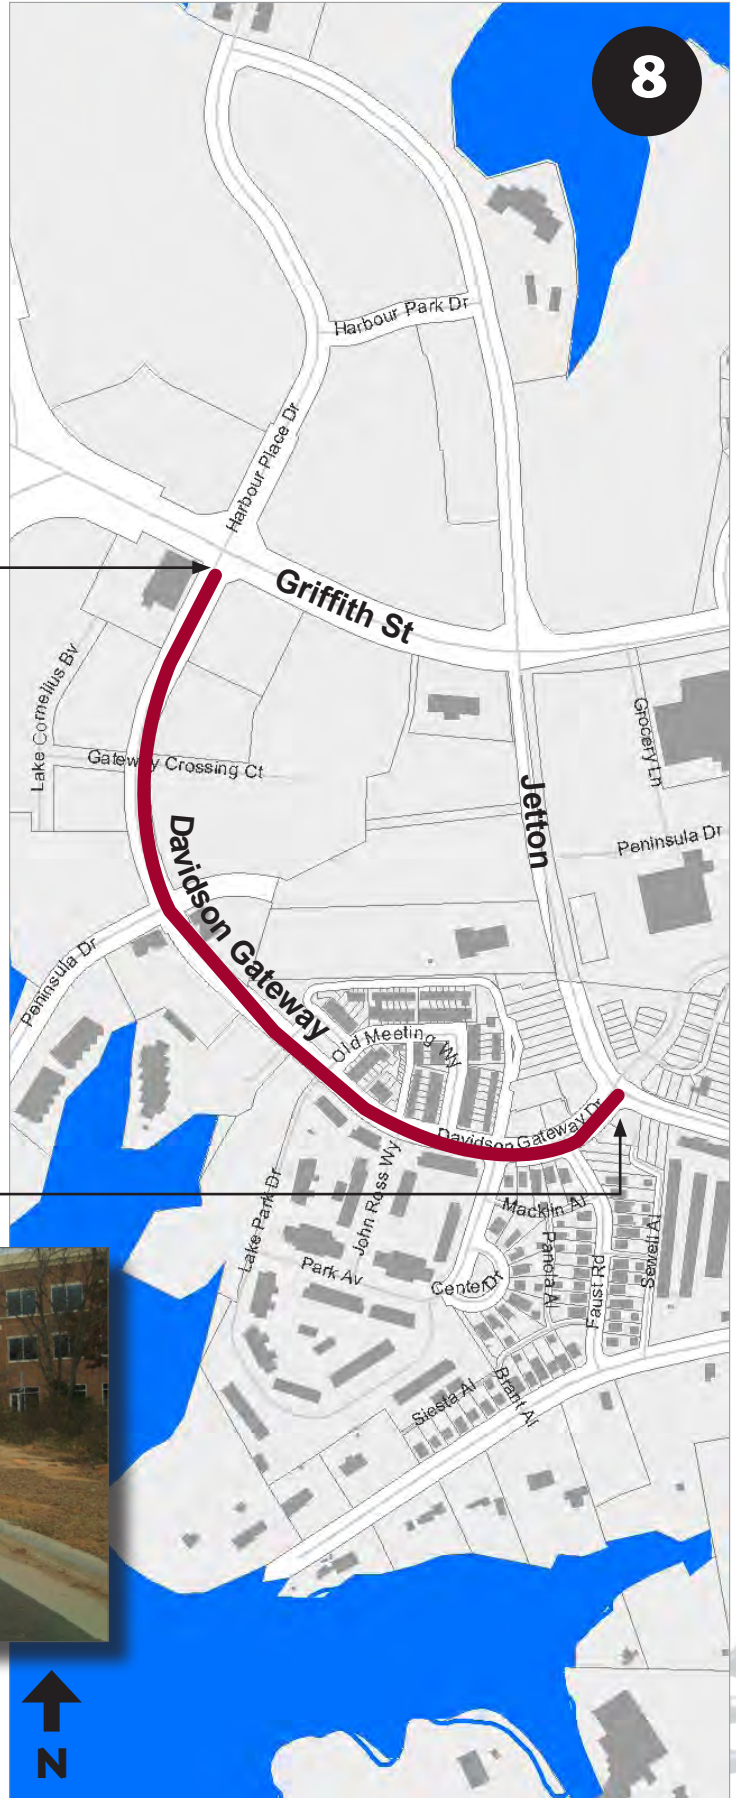 8
Harbour Park Dr
Harbour Place Dr
Griffith St
Lake Cornelius Bv
Gateway Crossing Ct
Grocery Ln
Jetton
Peninsula Dr
Davidson Gateway
Peninsula Dr
Old Meeting Wy
Davidson Gateway Dr
John Ross Wy
Lake Park Dr
Macklin Al
Park Av
Center Dr
Panola Al
Faust Rd
Sewell Al
Siesta Al
Brant Al
N